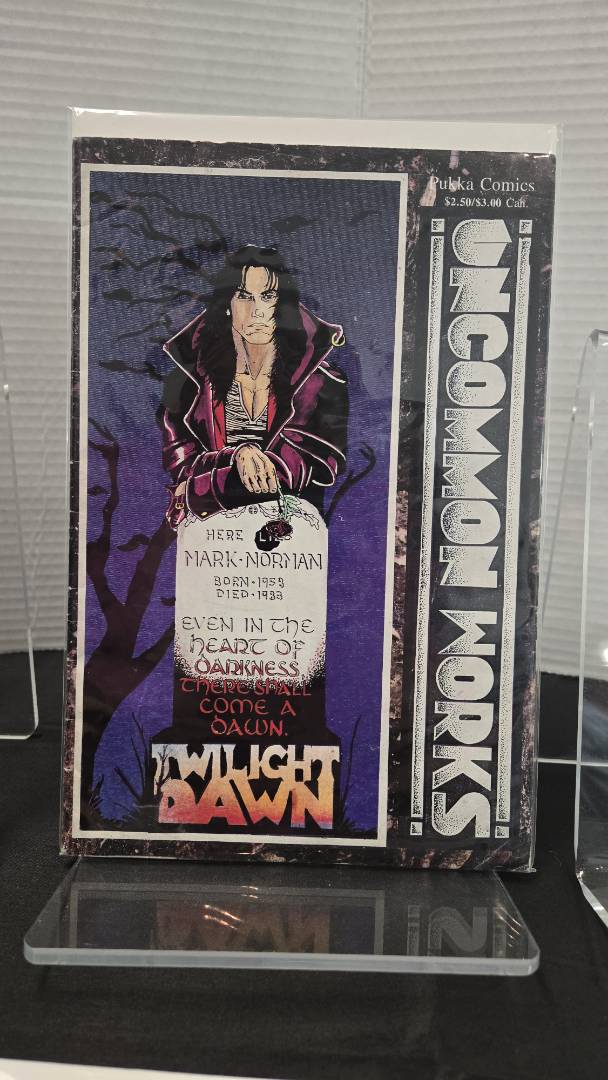 Pukka Comics
$2.50/$3.00 Can.
UNCOMMON WORKS
HERE LIES
MARK·NORMAN
BORN·1953
DIED·1988
EVEN IN THE
HEART OF
DARKNESS
THERE SHALL
COME A
DAWN.
TWILIGHT
DAWN